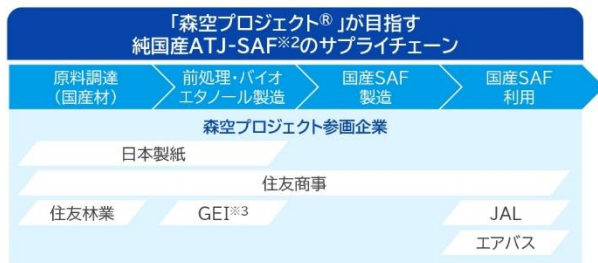 「森空プロジェクト®」が目指す
純国産ATJ-SAF※2のサプライチェーン
原料調達
(国産材)
前処理・バイオ
エタノール製造
国産SAF
製造
国産SAF
利用
森空プロジェクト参画企業
日本製紙
住友商事
住友林業
GEI※3
JAL
エアバス